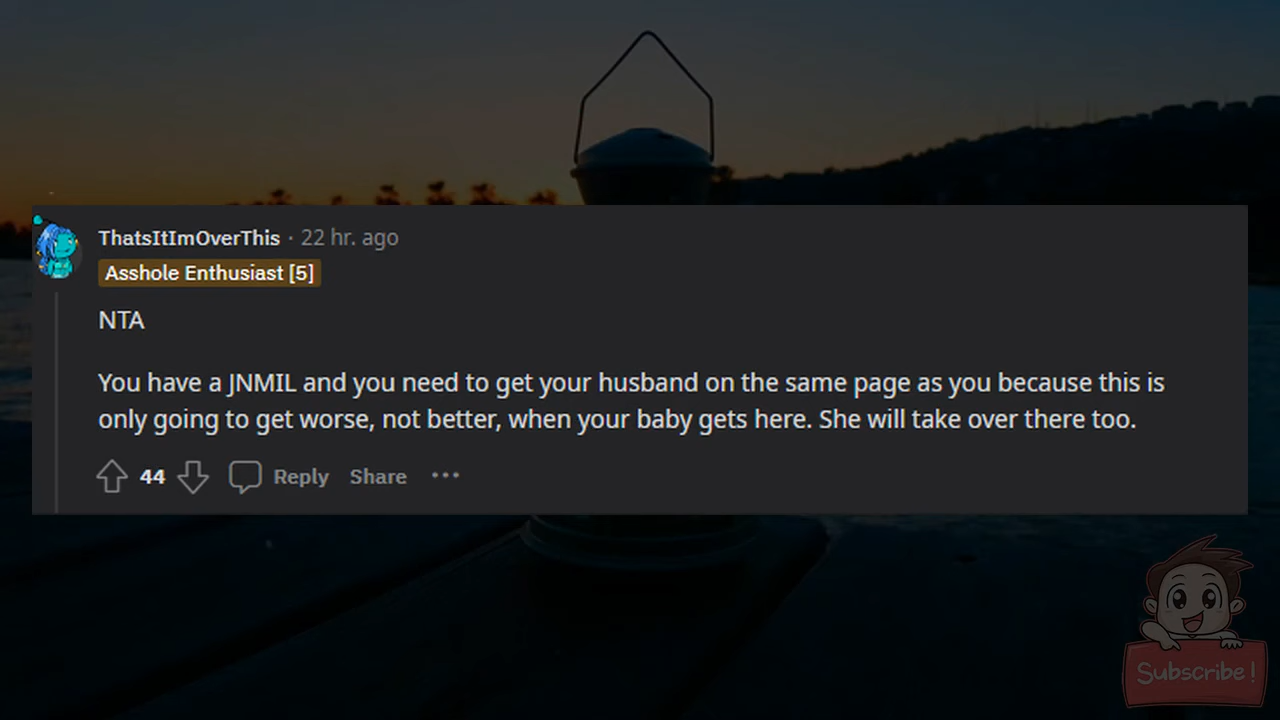 ThatsItImOverThis · 22 hr. ago
Asshole Enthusiast [5]
NTA
You have a JNMIL and you need to get your husband on the same page as you because this is
only going to get worse, not better, when your baby gets here. She will take over there too.
44 Reply Share ···
Subscribe!